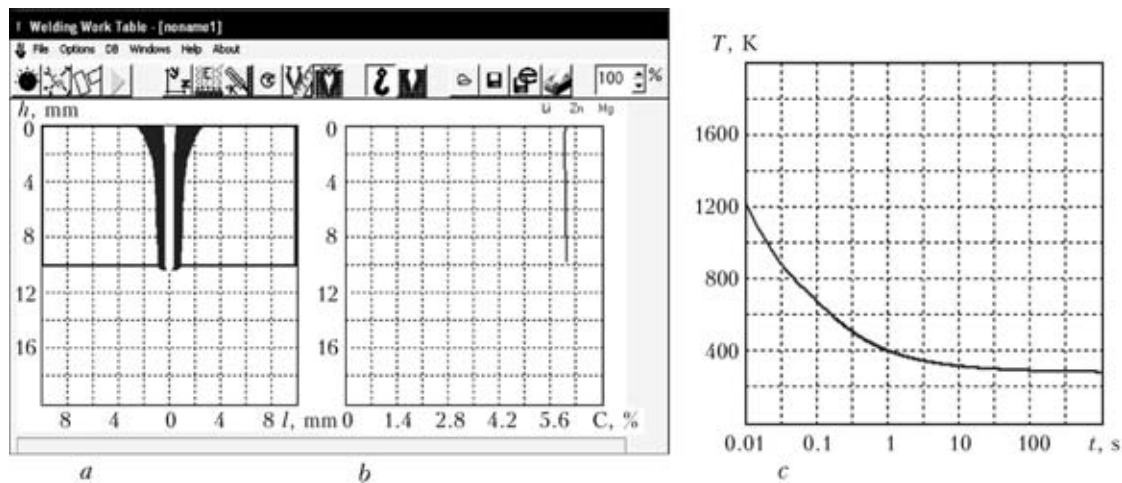 Welding Work Table - [noname1]
File Options DB Windows Help About
100 %
h, mm
Li Zn Mg
0
4
8
12
16
8 4 0 4 8 l, mm
0
4
8
12
16
0 1.4 2.8 4.2 5.6 C, %
T, K
1600
1200
800
400
0.01 0.1 1 10 100 t, s
a b c